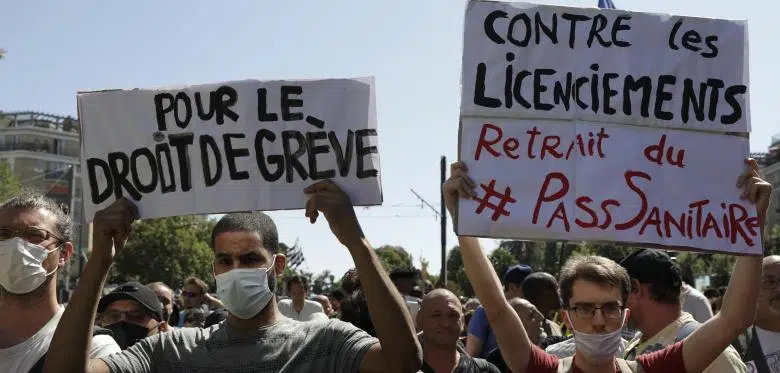 POUR LE
DROIT DE GRÈVE
CONTRE les
LICENCIEMENTS
Retrait du
# PASS SANITAIRE